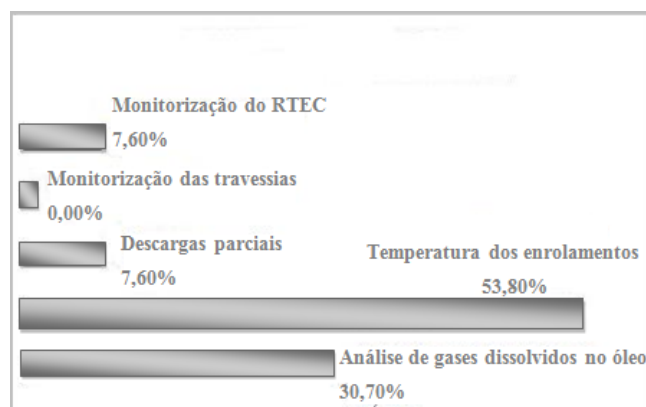 Monitorização do RTEC
7,60%
Monitorização das travessias
0,00%
Descargas parciais
7,60%
Temperatura dos enrolamentos
53,80%
Análise de gases dissolvidos no óleo
30,70%